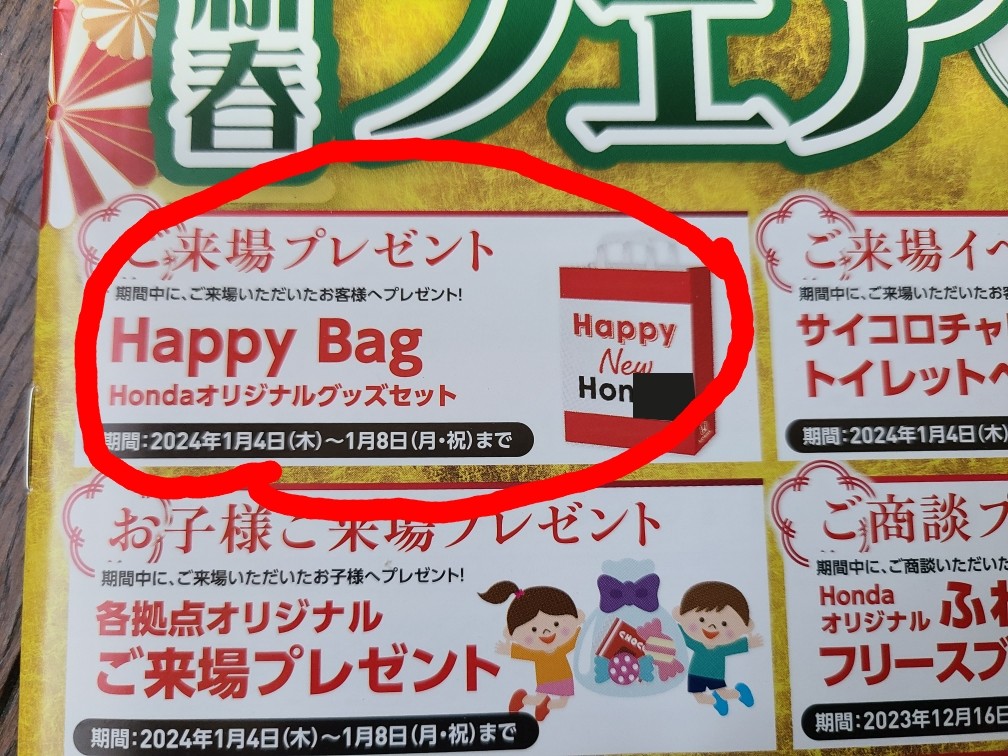 新春
フェア
ご来場プレゼント
期間中に、ご来場いただいたお客様へプレゼント!
Happy Bag
Hondaオリジナルグッズセット
期間:2024年1月4日(木)~1月8日(月・祝)まで
Happy
New
Hon
ご来場イベ
期間中に、ご来場いただいたお
サイコロチャ
トイレットペ
期間:2024年1月4日(木)
お子様ご来場プレゼント
期間中に、ご来場いただいたお子様へプレゼント!
各拠点オリジナル
ご来場プレゼント
CHOC
期間:2024年1月4日(木)~1月8日(月・祝)まで
ご商談プ
期間中に、ご商談いただいた
Honda
オリジナル ふわ
フリースブ
期間:2023年12月16日